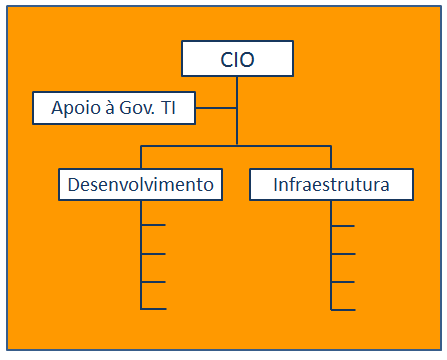 CIO
Apoio à Gov. TI
Desenvolvimento
Infraestrutura